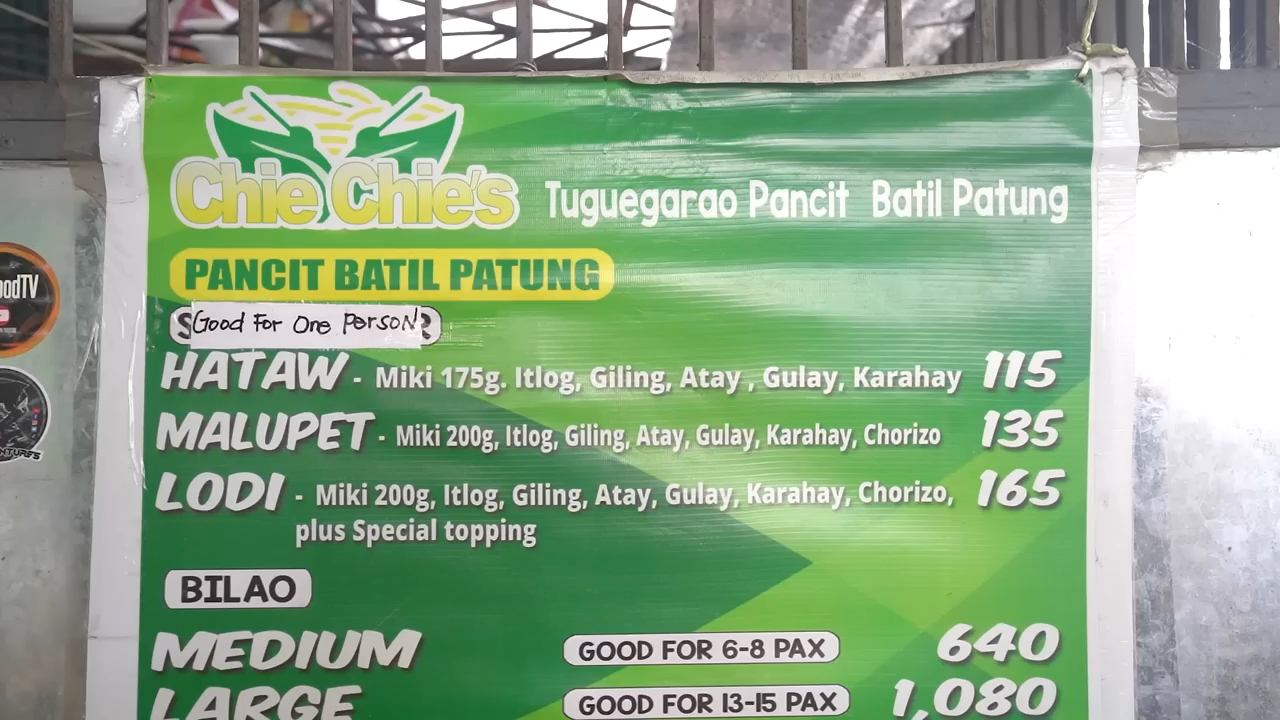 Chie Chie's
Tuguegarao Pancit Batil Patung
PANCIT BATIL PATUNG
Good For One Person
HATAW - Miki 175g. Itlog, Giling, Atay , Gulay, Karahay 115
MALUPET - Miki 200g, Itlog, Giling, Atay, Gulay, Karahay, Chorizo 135
LODI - Miki 200g, Itlog, Giling, Atay, Gulay, Karahay, Chorizo, 165
plus Special topping
BILAO
MEDIUM GOOD FOR 6-8 PAX 640
LARGE GOOD FOR 13-15 PAX 1,080